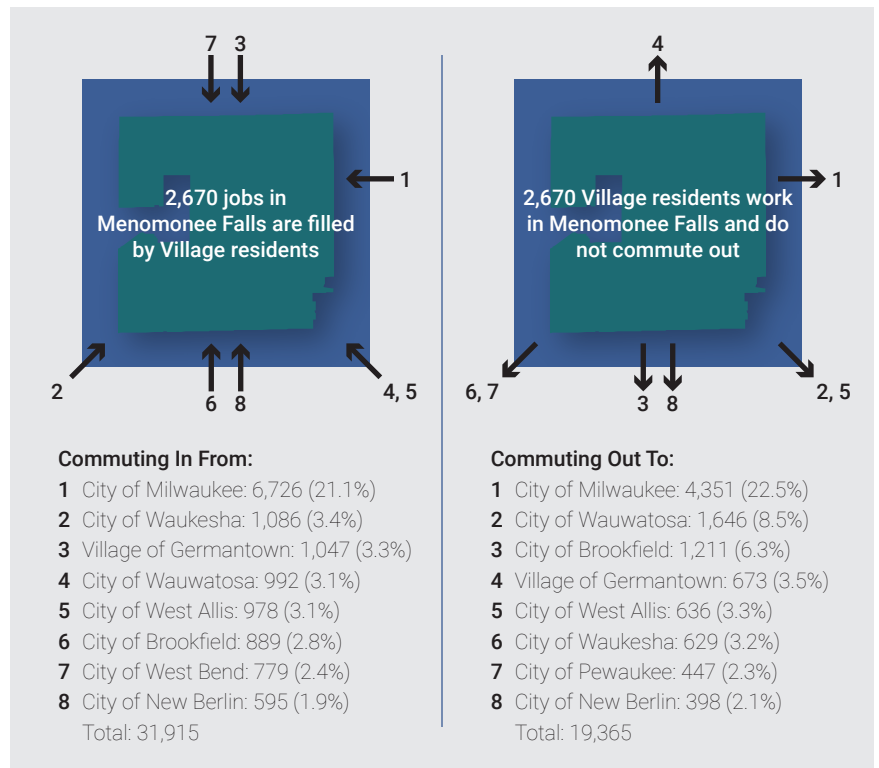 7 3
1
2,670 jobs in
Menomonee Falls are filled
by Village residents
2
6 8
4, 5
Commuting In From:
1 City of Milwaukee: 6,726 (21.1%)
2 City of Waukesha: 1,086 (3.4%)
3 Village of Germantown: 1,047 (3.3%)
4 City of Wauwatosa: 992 (3.1%)
5 City of West Allis: 978 (3.1%)
6 City of Brookfield: 889 (2.8%)
7 City of West Bend: 779 (2.4%)
8 City of New Berlin: 595 (1.9%)
Total: 31,915
4
1
2,670 Village residents work
in Menomonee Falls and do
not commute out
6, 7
3 8
2, 5
Commuting Out To:
1 City of Milwaukee: 4,351 (22.5%)
2 City of Wauwatosa: 1,646 (8.5%)
3 City of Brookfield: 1,211 (6.3%)
4 Village of Germantown: 673 (3.5%)
5 City of West Allis: 636 (3.3%)
6 City of Waukesha: 629 (3.2%)
7 City of Pewaukee: 447 (2.3%)
8 City of New Berlin: 398 (2.1%)
Total: 19,365